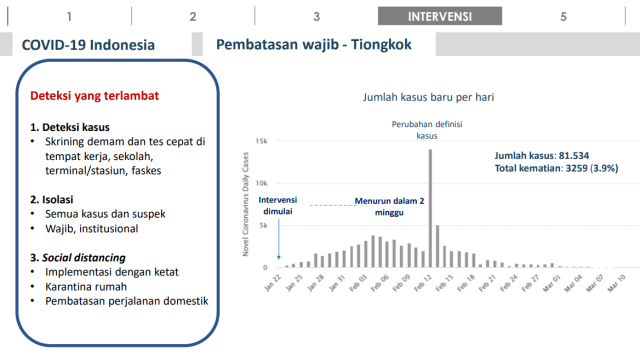 1
2
3
INTERVENSI
5
COVID-19 Indonesia
Pembatasan wajib - Tiongkok
Deteksi yang terlambat
1. Deteksi kasus
• Skrining demam dan tes cepat di
tempat kerja, sekolah,
terminal/stasiun, faskes
2. Isolasi
• Semua kasus dan suspek
• Wajib, institusional
3. Social distancing
• Implementasi dengan ketat
• Karantina rumah
• Pembatasan perjalanan domestik
Jumlah kasus baru per hari
Perubahan definisi
kasus
Jumlah kasus: 81.534
Total kematian: 3259 (3.9%)
Intervensi
dimulai
Menurun dalam 2
minggu
Novel Coronavirus Daily Cases
15k
10k
5k
0
Jan 22
Jan 25
Jan 28
Jan 31
Feb 03
Feb 06
Feb 09
Feb 12
Feb 15
Feb 18
Feb 21
Feb 24
Feb 27
Mar 01
Mar 04
Mar 07
Mar 10